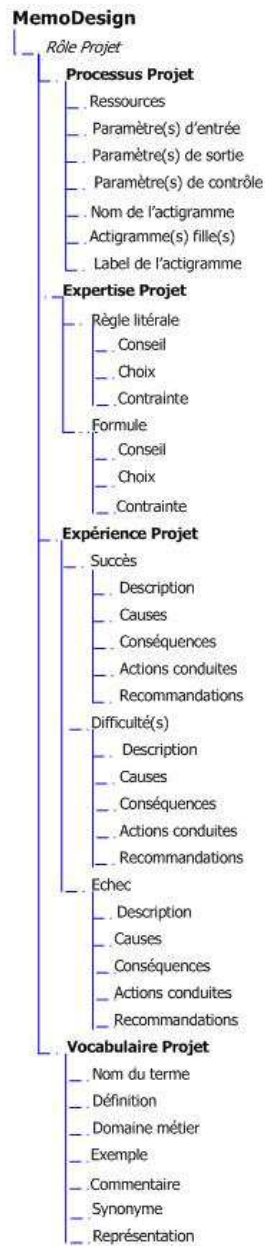 MemoDesign
Rôle Projet
Processus Projet
Ressources
Paramètre(s) d'entrée
Paramètre(s) de sortie
Paramètre(s) de contrôle
Nom de l'actigramme
Actigramme(s) fille(s)
Label de l'actigramme
Expertise Projet
Règle litérale
Conseil
Choix
Contrainte
Formule
Conseil
Choix
Contrainte
Expérience Projet
Succès
Description
Causes
Conséquences
Actions conduites
Recommandations
Difficulté(s)
Description
Causes
Conséquences
Actions conduites
Recommandations
Echec
Description
Causes
Conséquences
Actions conduites
Recommandations
Vocabulaire Projet
Nom du terme
Définition
Domaine métier
Exemple
Commentaire
Synonyme
Représentation